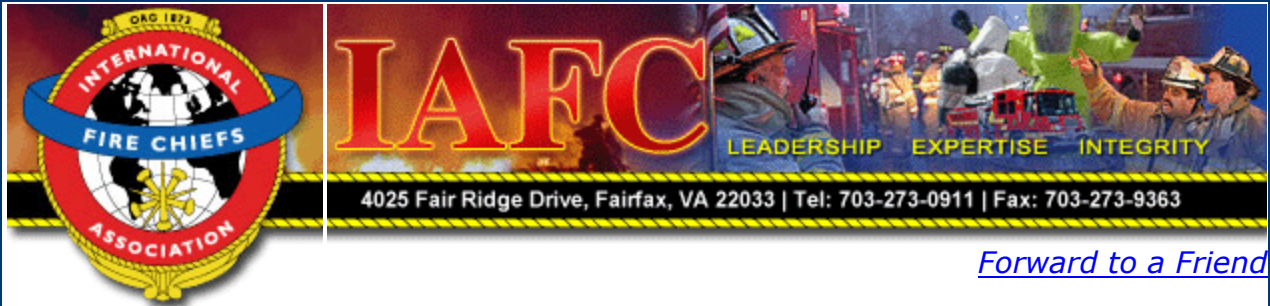 ORG 1873
INTERNATIONAL
FIRE CHIEFS
ASSOCIATION
IAFC
LEADERSHIP EXPERTISE INTEGRITY
4025 Fair Ridge Drive, Fairfax, VA 22033 | Tel: 703-273-0911 | Fax: 703-273-9363
Forward to a Friend